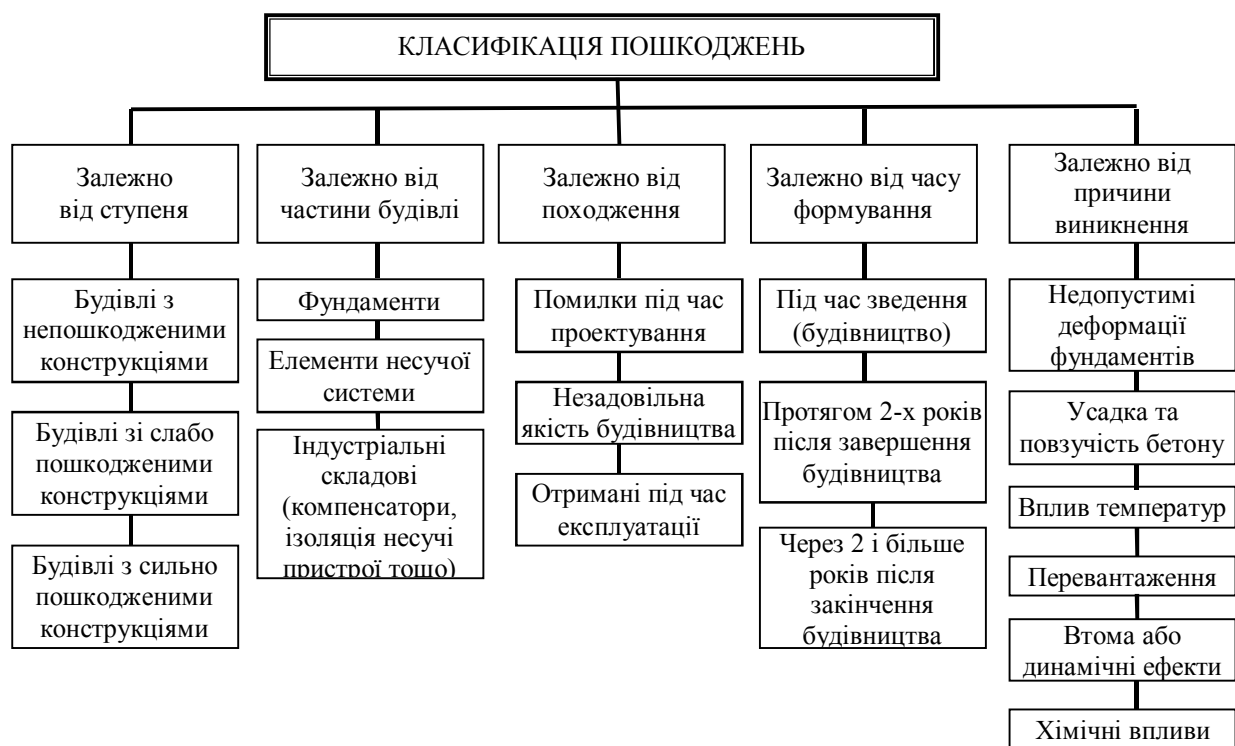 КЛАСИФІКАЦІЯ ПОШКОДЖЕНЬ
Залежно
від ступеня
Будівлі з
непошкодженими
конструкціями
Будівлі зі слабо
пошкодженими
конструкціями
Будівлі з сильно
пошкодженими
конструкціями
Залежно від
частини будівлі
Фундаменти
Елементи несучої
системи
Індустріальні
складові
(компенсатори,
ізоляція несучі
пристрої тощо)
Залежно від
походження
Помилки під час
проектування
Незадовільна
якість будівництва
Отримані під час
експлуатації
Залежно від часу
формування
Під час зведення
(будівництво)
Протягом 2-х років
після завершення
будівництва
Через 2 і більше
років після
закінчення
будівництва
Залежно від
причини
виникнення
Недопустимі
деформації
фундаментів
Усадка та
повзучість бетону
Вплив температур
Перевантаження
Втома або
динамічні ефекти
Хімічні впливи